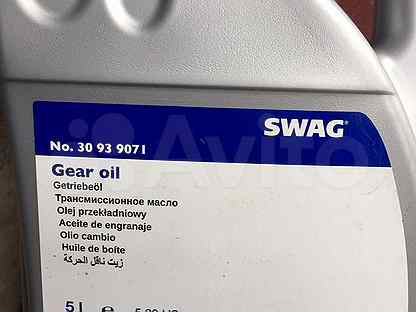 SWAG
No. 30 93 9071
Gear oil
Getriebeöl
Трансмиссионное масло
Olej przekładniowy
Aceite de engranaje
Olio cambio
Huile de boîte
زيت ناقل الحركة
5 l e
Avito